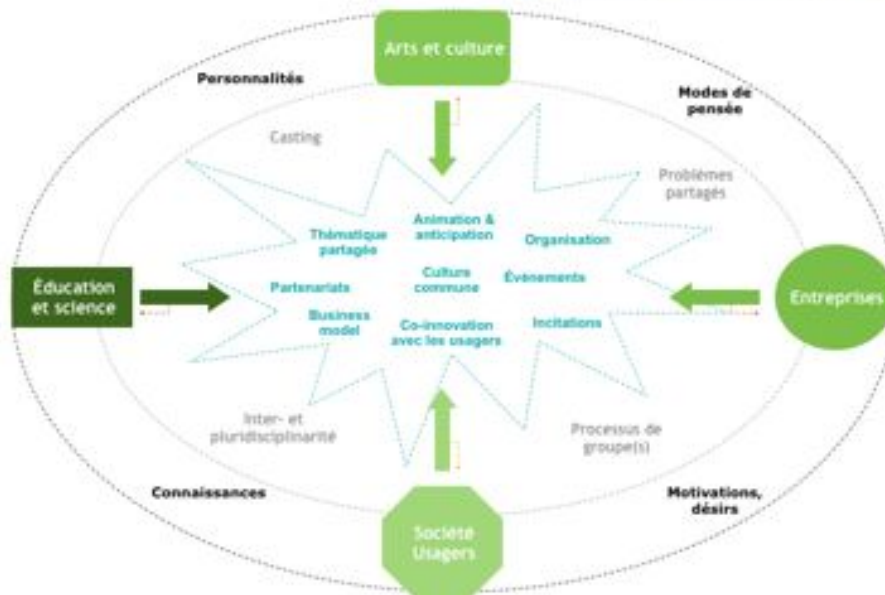 Arts et culture
Personnalités
Modes de
pensée
Casting
Problèmes
partagés
Thématique
partagée
Animation &
anticipation
Organisation
Éducation
et science
Partenariats
Culture
commune
Évènements
Entreprises
Business
model
Co-innovation
avec les usagers
Incitations
Inter- et
pluridisciplinarité
Processus de
groupe(s)
Connaissances
Motivations,
désirs
Société
Usagers